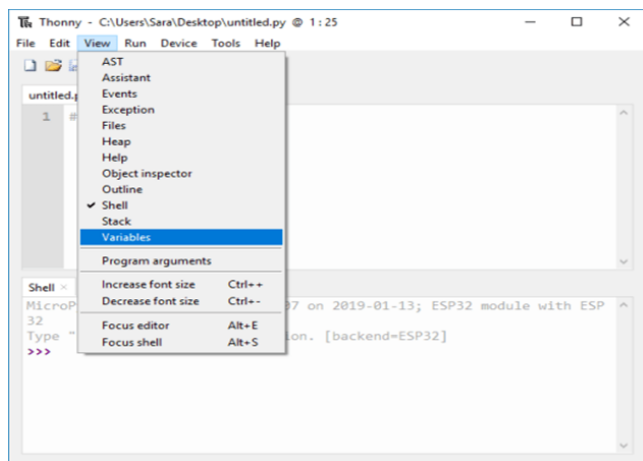 Thonny - C:\Users\Sara\Desktop\untitled.py @ 1:25
File Edit View Run Device Tools Help
AST
Assistant
Events
Exception
Files
Heap
Help
Object inspector
Outline
✓ Shell
Stack
Variables
Program arguments
Increase font size Ctrl++
Decrease font size Ctrl+-
Focus editor Alt+E
Focus shell Alt+S
untitled.p
1 #
Shell ×
MicroP 07 on 2019-01-13; ESP32 module with ESP
32
Type " ion. [backend=ESP32]
>>>